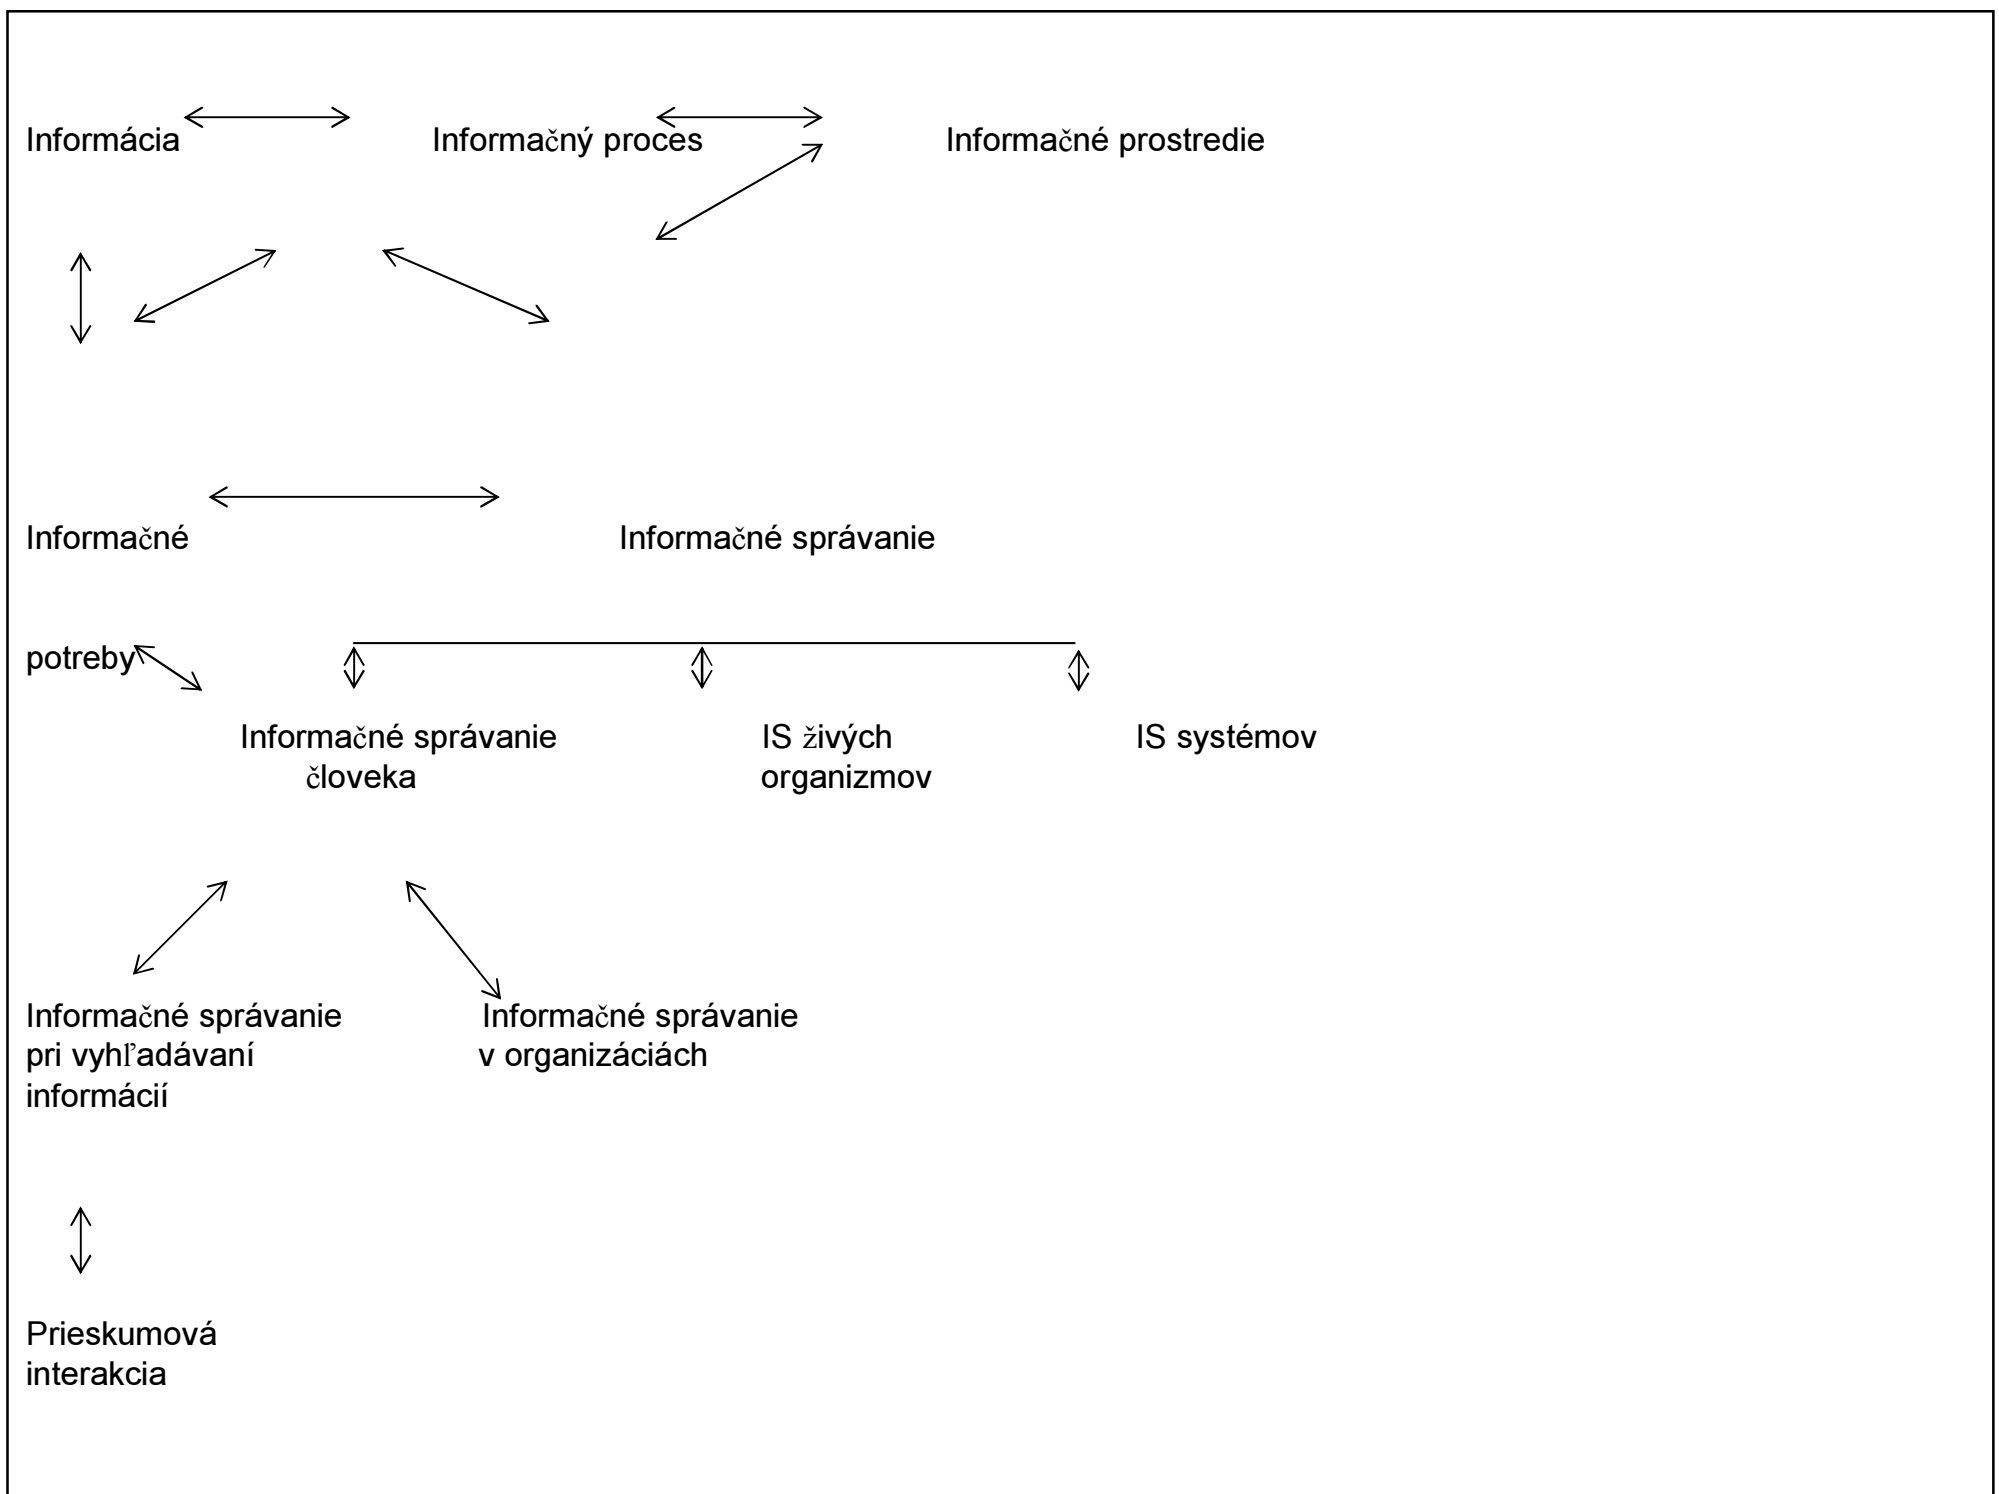 Informácia Informačný proces Informačné prostredie
Informačné Informačné správanie
potreby
Informačné správanie IS živých IS systémov
človeka organizmov
Informačné správanie Informačné správanie
pri vyhľadávaní v organizáciách
informácií
Prieskumová
interakcia